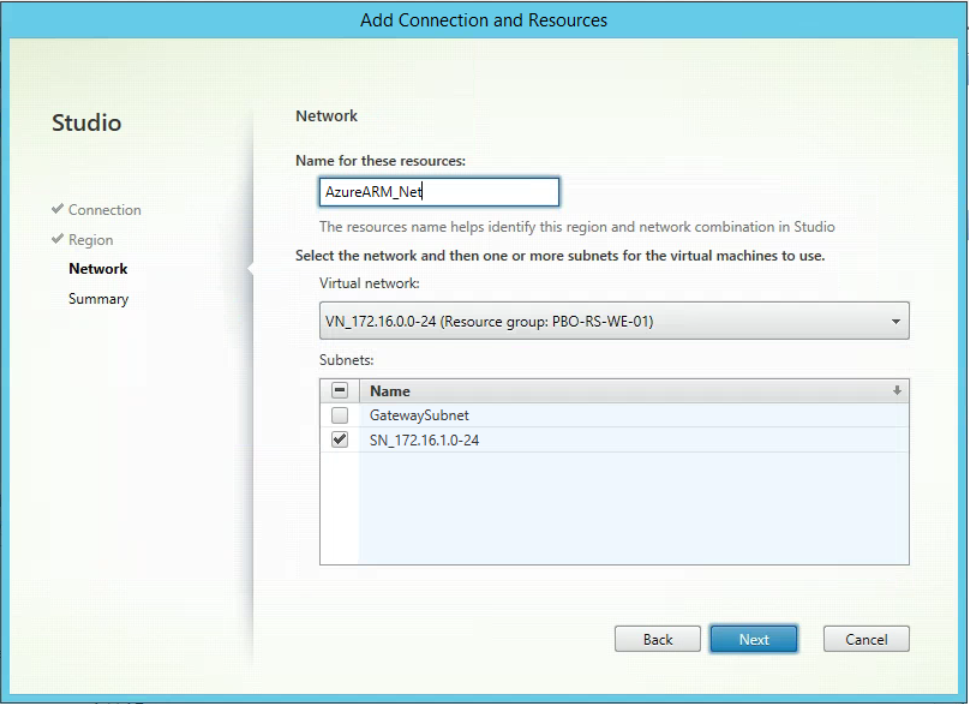 Add Connection and Resources
Studio
Connection
Region
Network
Summary
Network
Name for these resources:
AzureARM_Net
The resources name helps identify this region and network combination in Studio
Select the network and then one or more subnets for the virtual machines to use.
Virtual network:
VN_172.16.0.0-24 (Resource group: PBO-RS-WE-01)
Subnets:
Name
GatewaySubnet
SN_172.16.1.0-24
Back
Next
Cancel